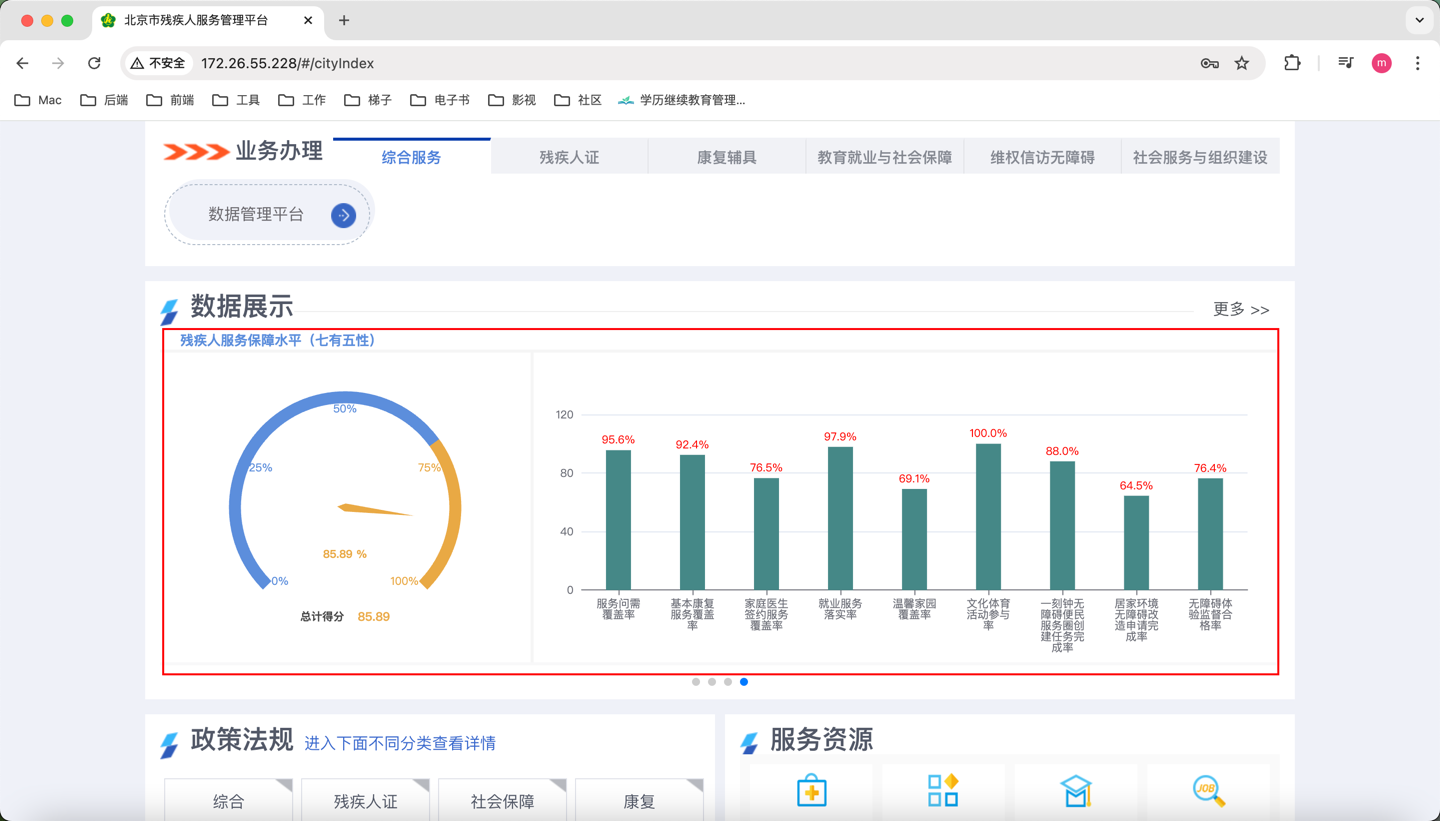 北京市残疾人服务管理平台
不安全
172.26.55.228/#/cityIndex
m
Mac
后端
前端
工具
工作
梯子
电子书
影视
社区
学历继续教育管理...
业务办理
综合服务
残疾人证
康复辅具
教育就业与社会保障
维权信访无障碍
社会服务与组织建设
数据管理平台
数据展示
更多 >>
残疾人服务保障水平（七有五性）
50%
25%
75%
85.89 %
0%
100%
总计得分 85.89
120
80
40
0
95.6%
92.4%
76.5%
97.9%
69.1%
100.0%
88.0%
64.5%
76.4%
服务问需
覆盖率
基本康复
服务覆盖
率
家庭医生
签约服务
覆盖率
就业服务
落实率
温馨家园
覆盖率
文化体育
活动参与
率
一刻钟无
障碍便民
服务圈创
建任务完
成率
居家环境
无障碍改
造申请完
成率
无障碍体
验监督合
格率
政策法规
进入下面不同分类查看详情
综合
残疾人证
社会保障
康复
服务资源
JOB